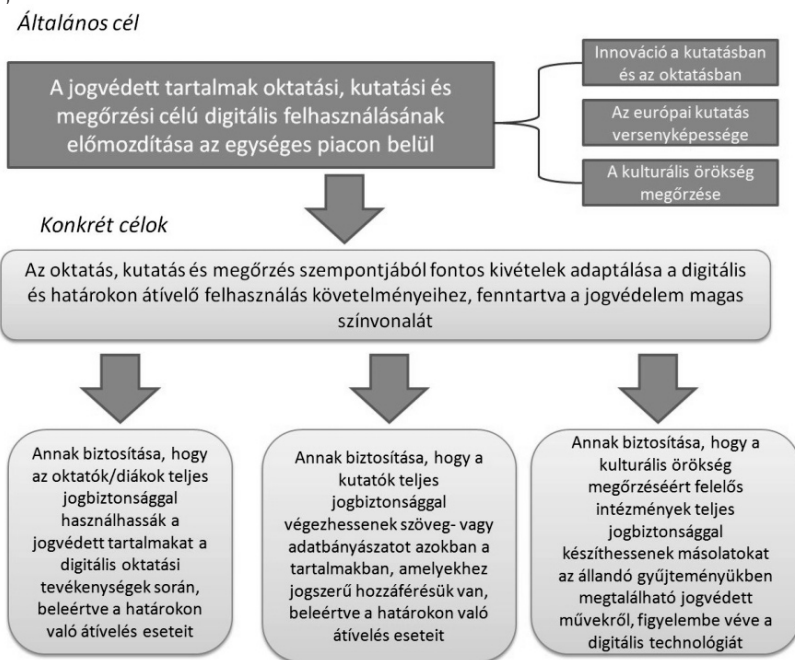 Általános cél
A jogvédett tartalmak oktatási, kutatási és
megőrzési célú digitális felhasználásának
előmozdítása az egységes piacon belül
Innováció a kutatásban
és az oktatásban
Az európai kutatás
versenyképessége
A kulturális örökség
megőrzése
Konkrét célok
Az oktatás, kutatás és megőrzés szempontjából fontos kivételek adaptálása a digitális
és határokon átívelő felhasználás követelményeihez, fenntartva a jogvédelem magas
színvonalát
Annak biztosítása, hogy
az oktatók/diákok teljes
jogbiztonsággal
használhassák a
jogvédett tartalmakat a
digitális oktatási
tevékenységek során,
beleértve a határokon
való átívelés eseteit
Annak biztosítása, hogy a
kutatók teljes
jogbiztonsággal
végezhessenek szöveg- vagy
adatbányászatot azokban a
tartalmakban, amelyekhez
jogszerű hozzáférésük van,
beleértve a határokon való
átívelés eseteit
Annak biztosítása, hogy a
kulturális örökség
megőrzéséért felelős
intézmények teljes
jogbiztonsággal
készíthessenek másolatokat
az állandó gyűjteményükben
megtalálható jogvédett
művekről, figyelembe véve a
digitális technológiát